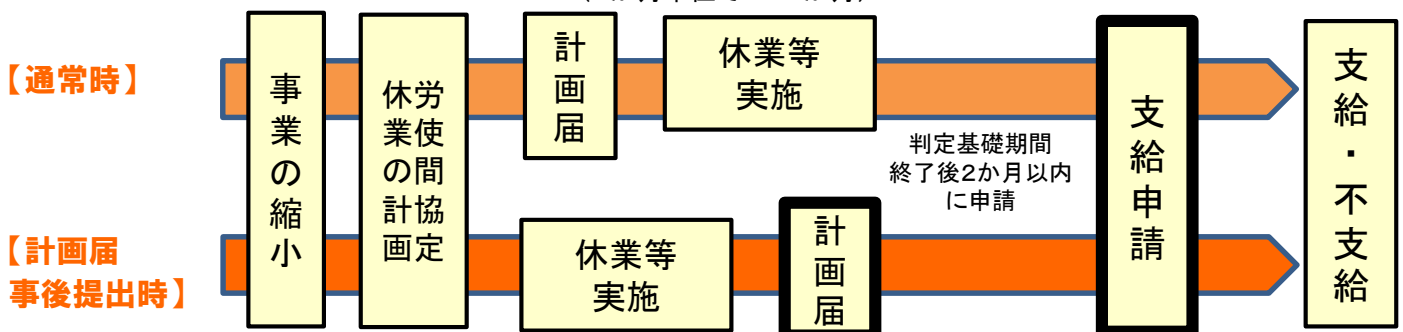 【通常時】
事業の縮小
労使間協定
休業の計画
計画届
休業等
実施
判定基礎期間
終了後2か月以内
に申請
支給申請
支給・不支給
【計画届
事後提出時】
休業等
実施
計画届